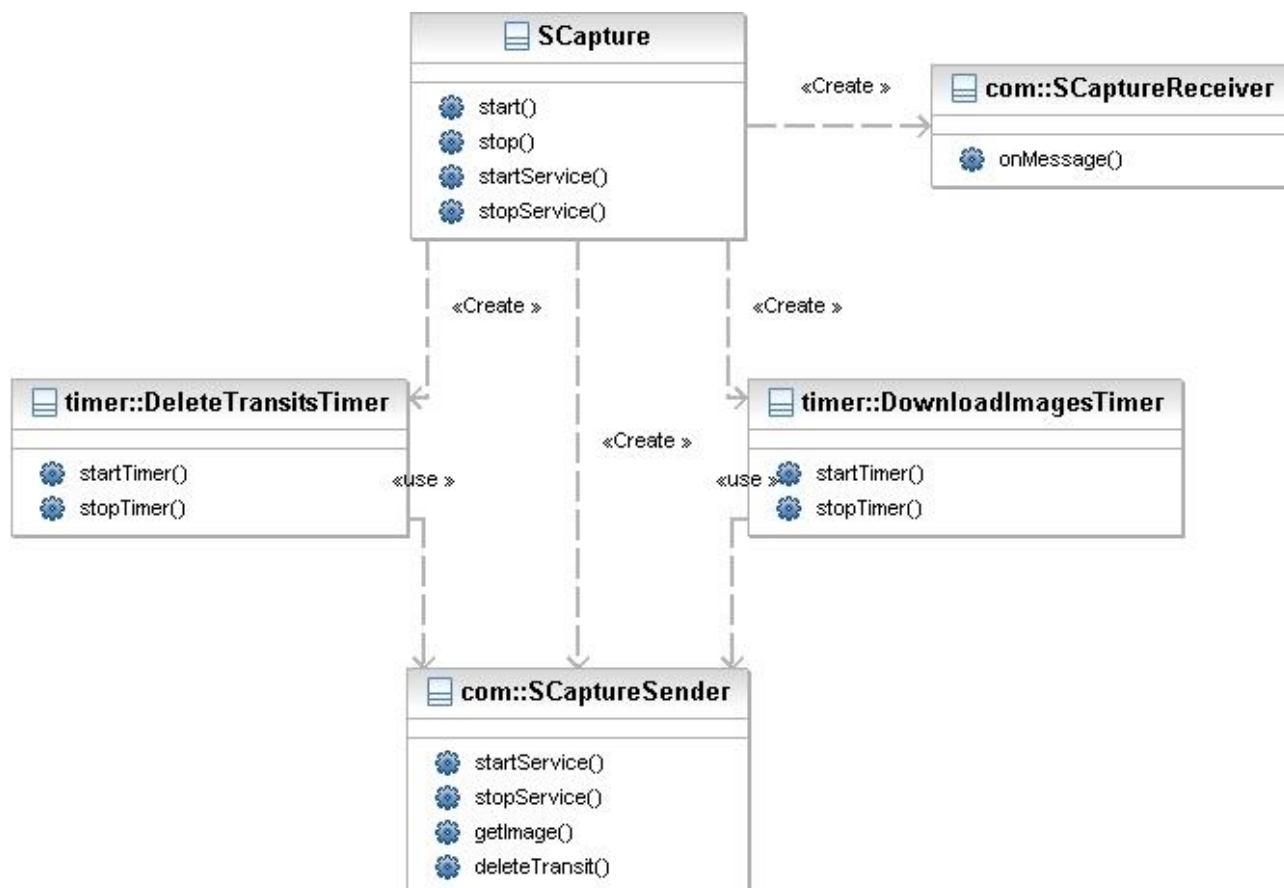 SCapture
start()
stop()
startService()
stopService()
«Create »
com::SCaptureReceiver
onMessage()
«Create »
«Create »
timer::DeleteTransitsTimer
startTimer()
stopTimer()
«use »
«Create »
timer::DownloadImagesTimer
startTimer()
stopTimer()
«use »
com::SCaptureSender
startService()
stopService()
getImage()
deleteTransit()